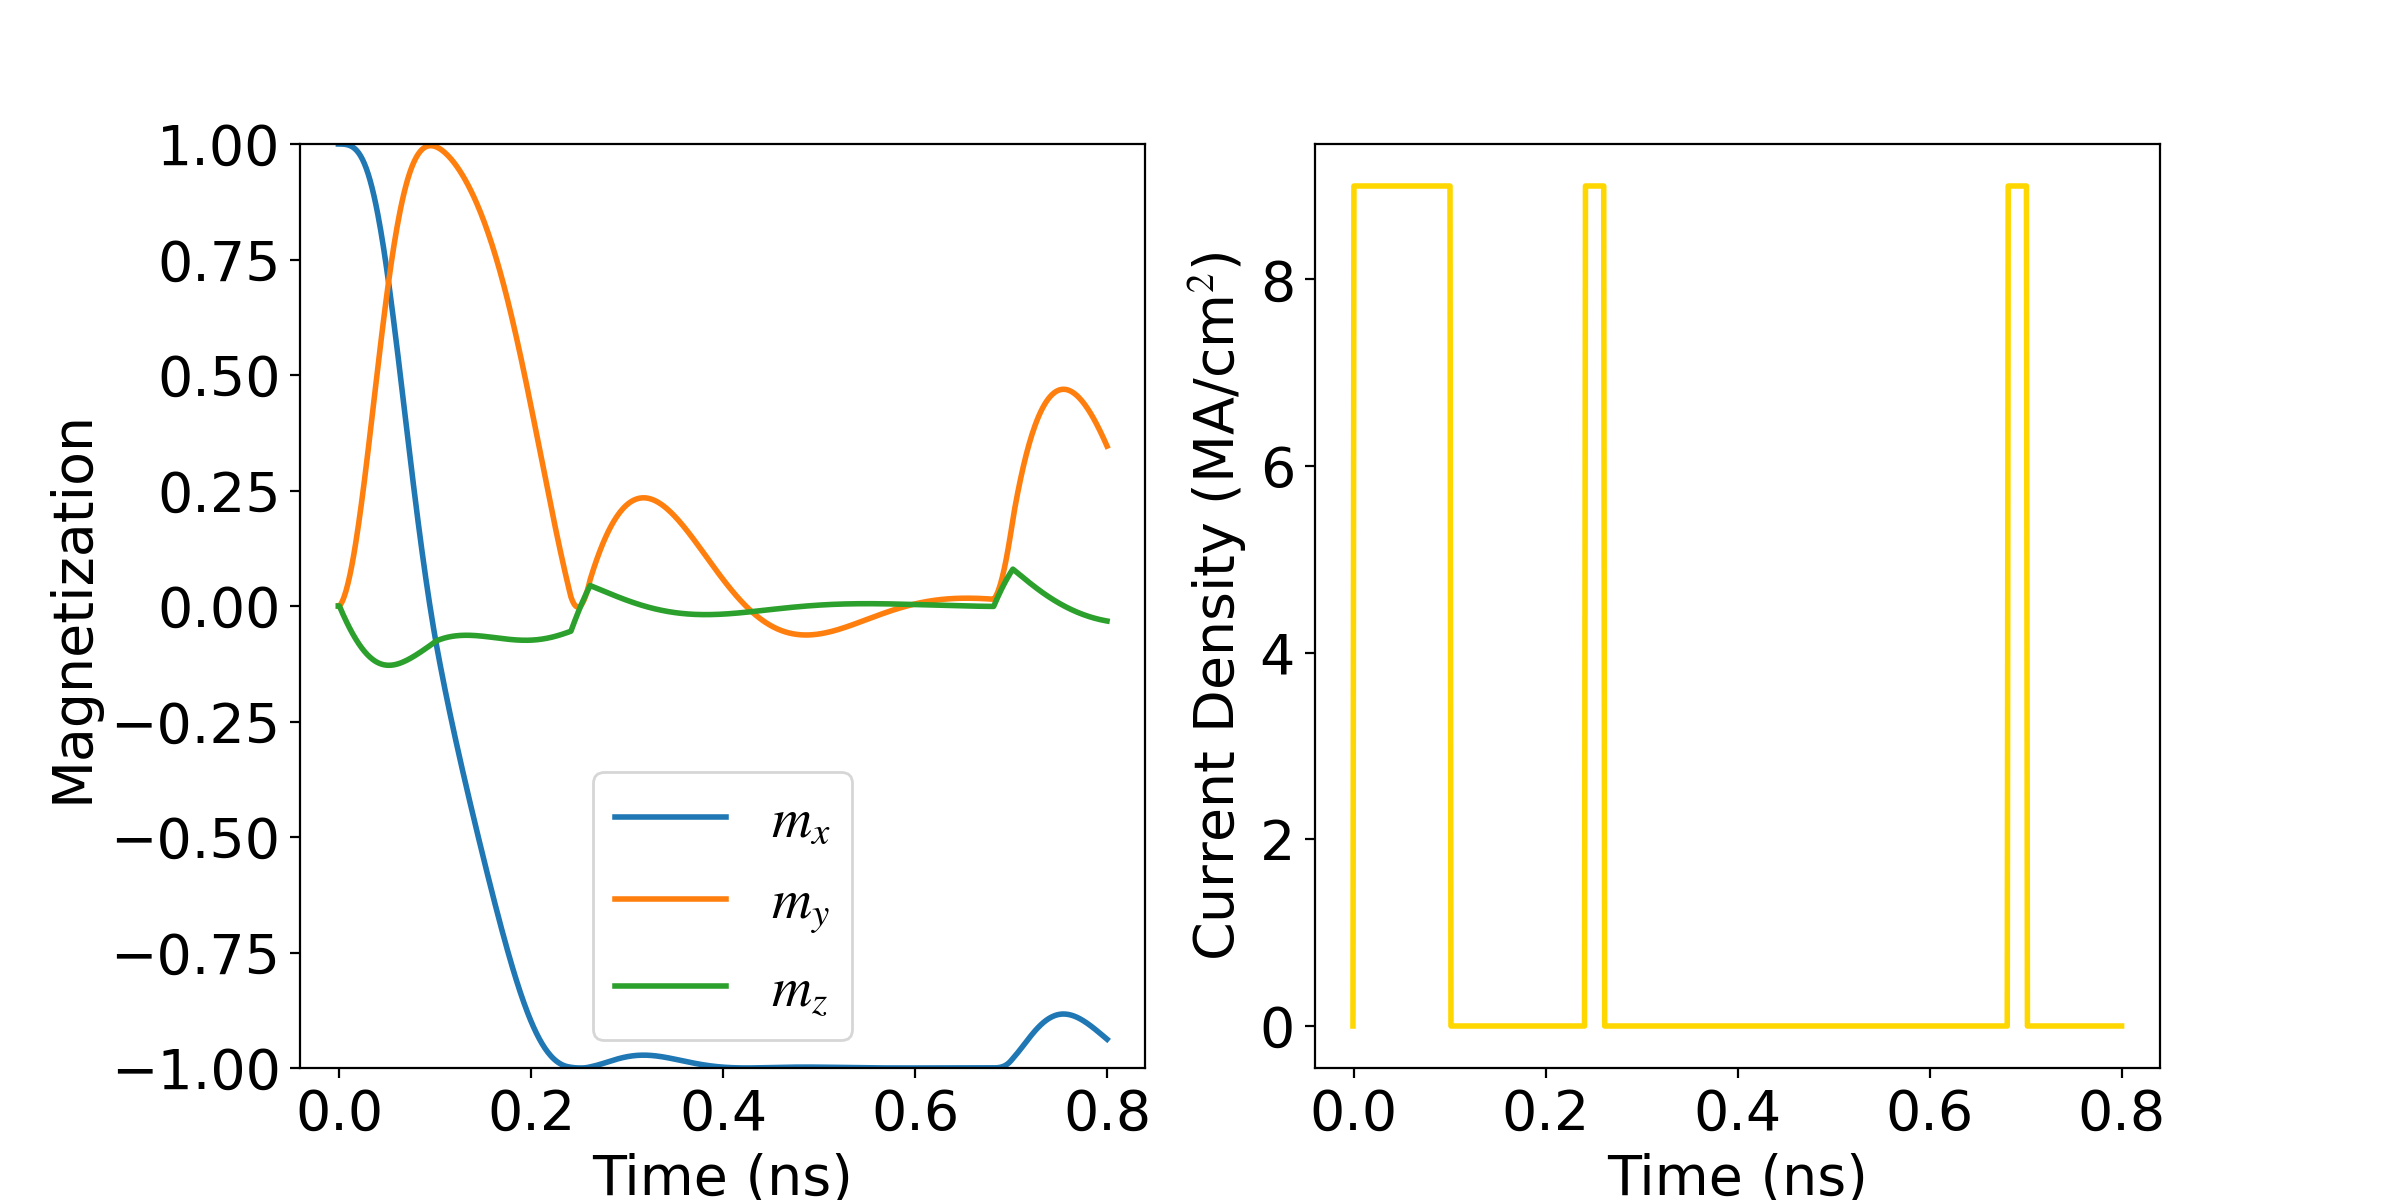 Magnetization
1.00
0.75
0.50
0.25
0.00
−0.25
−0.50
−0.75
−1.00
0.0 0.2 0.4 0.6 0.8
Time (ns)
m_x
m_y
m_z
Current Density (MA/cm²)
8
6
4
2
0
0.0 0.2 0.4 0.6 0.8
Time (ns)